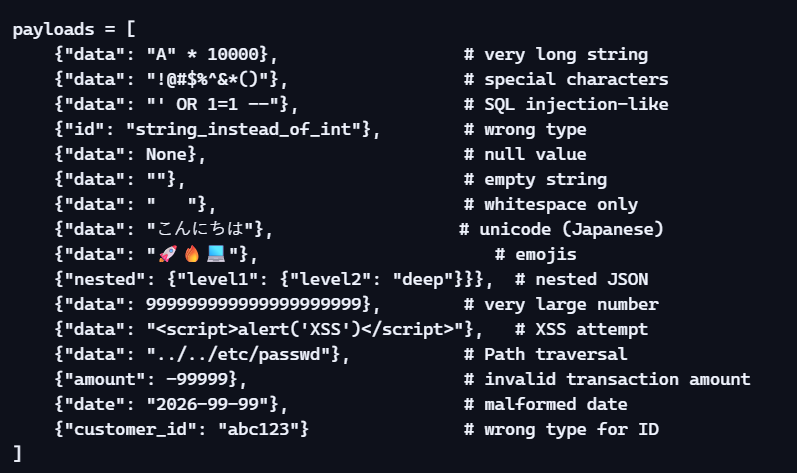 payloads = [
    {"data": "A" * 10000},                  # very long string
    {"data": "!@#$%^&*()"},                 # special characters
    {"data": "' OR 1=1 --"},                # SQL injection-like
    {"id": "string_instead_of_int"},        # wrong type
    {"data": None},                         # null value
    {"data": ""},                           # empty string
    {"data": "   "},                        # whitespace only
    {"data": "こんにちは"},                  # unicode (Japanese)
    {"data": "🚀🔥💻"},                       # emojis
    {"nested": {"level1": {"level2": "deep"}}},  # nested JSON
    {"data": 999999999999999999999},        # very large number
    {"data": "<script>alert('XSS')</script>"},   # XSS attempt
    {"data": "../../etc/passwd"},           # Path traversal
    {"amount": -99999},                     # invalid transaction amount
    {"date": "2026-99-99"},                 # malformed date
    {"customer_id": "abc123"}               # wrong type for ID
]